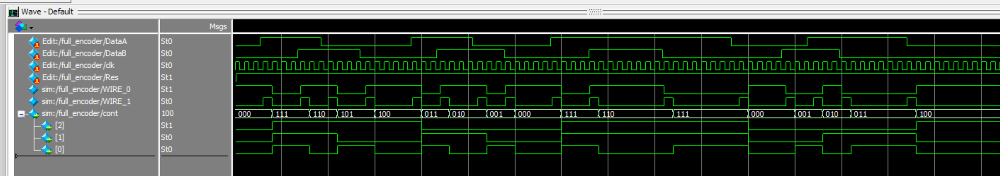 Wave - Default
Msgs
Edit:/full_encoder/DataA St0
Edit:/full_encoder/DataB St0
Edit:/full_encoder/clk St0
Edit:/full_encoder/Res St1
sim:/full_encoder/WIRE_0 St1
sim:/full_encoder/WIRE_1 St0
sim:/full_encoder/cont 100 000 111 110 101 100 011 010 001 000 111 110 111 000 001 010 011 100
[2] St1
[1] St0
[0] St0